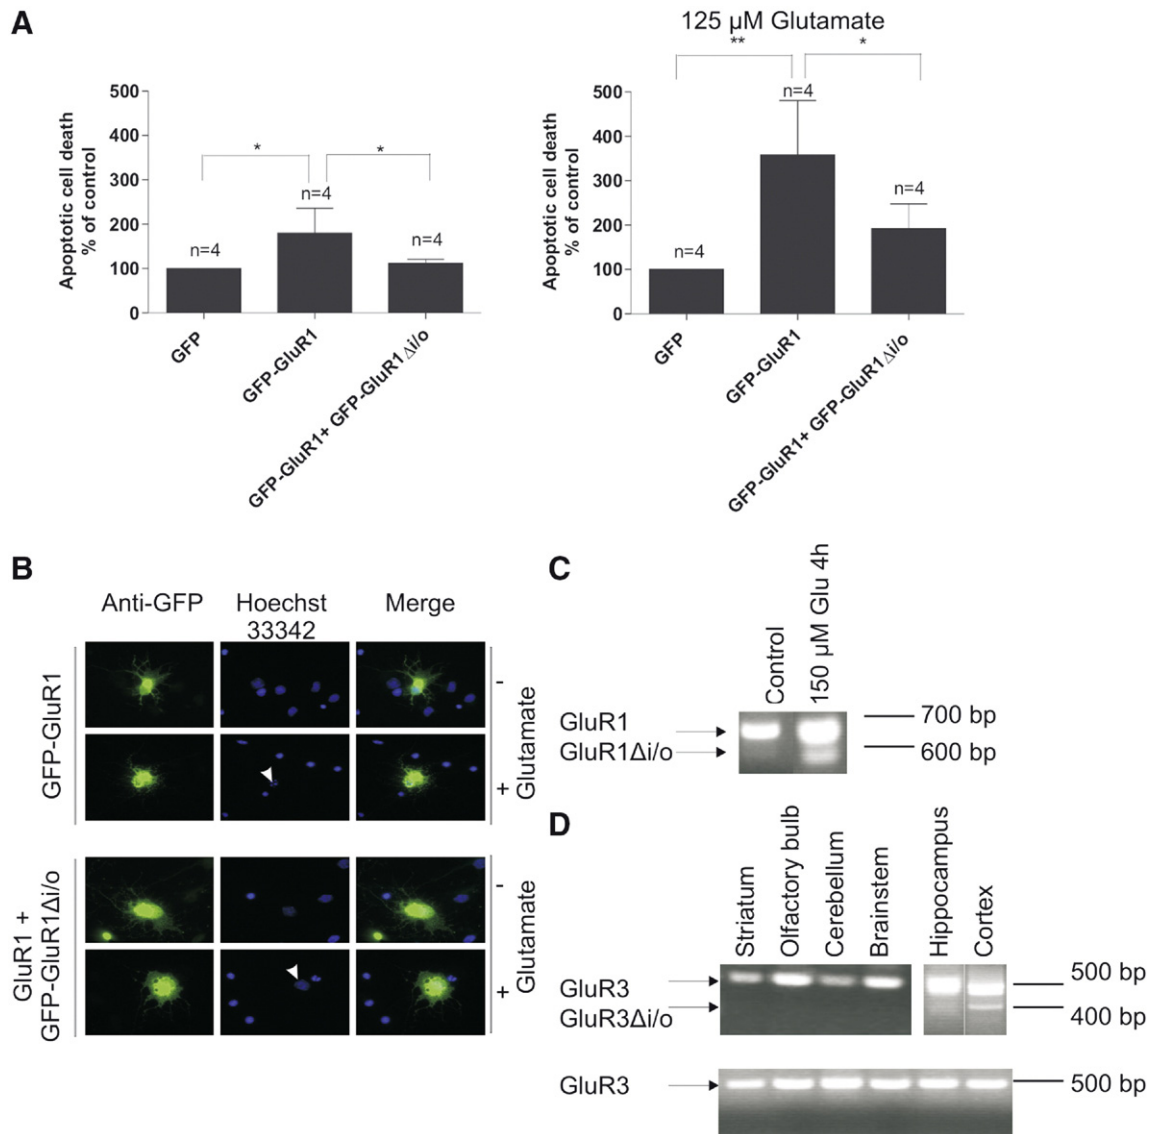 A
125 µM Glutamate
Apoptotic cell death
% of control
500
400
300
200
100
0
*
*
n=4
n=4
n=4
GFP
GFP-GluR1
GFP-GluR1+ GFP-GluR1Δi/o
Apoptotic cell death
% of control
500
400
300
200
100
0
**
*
n=4
n=4
n=4
GFP
GFP-GluR1
GFP-GluR1+ GFP-GluR1Δi/o
B
Anti-GFP
Hoechst
33342
Merge
GFP-GluR1
-
+
Glutamate
GluR1 +
GFP-GluR1Δi/o
-
+
Glutamate
C
Control
150 µM Glu 4h
GluR1
GluR1Δi/o
700 bp
600 bp
D
Striatum
Olfactory bulb
Cerebellum
Brainstem
Hippocampus
Cortex
GluR3
GluR3Δi/o
500 bp
400 bp
GluR3
500 bp